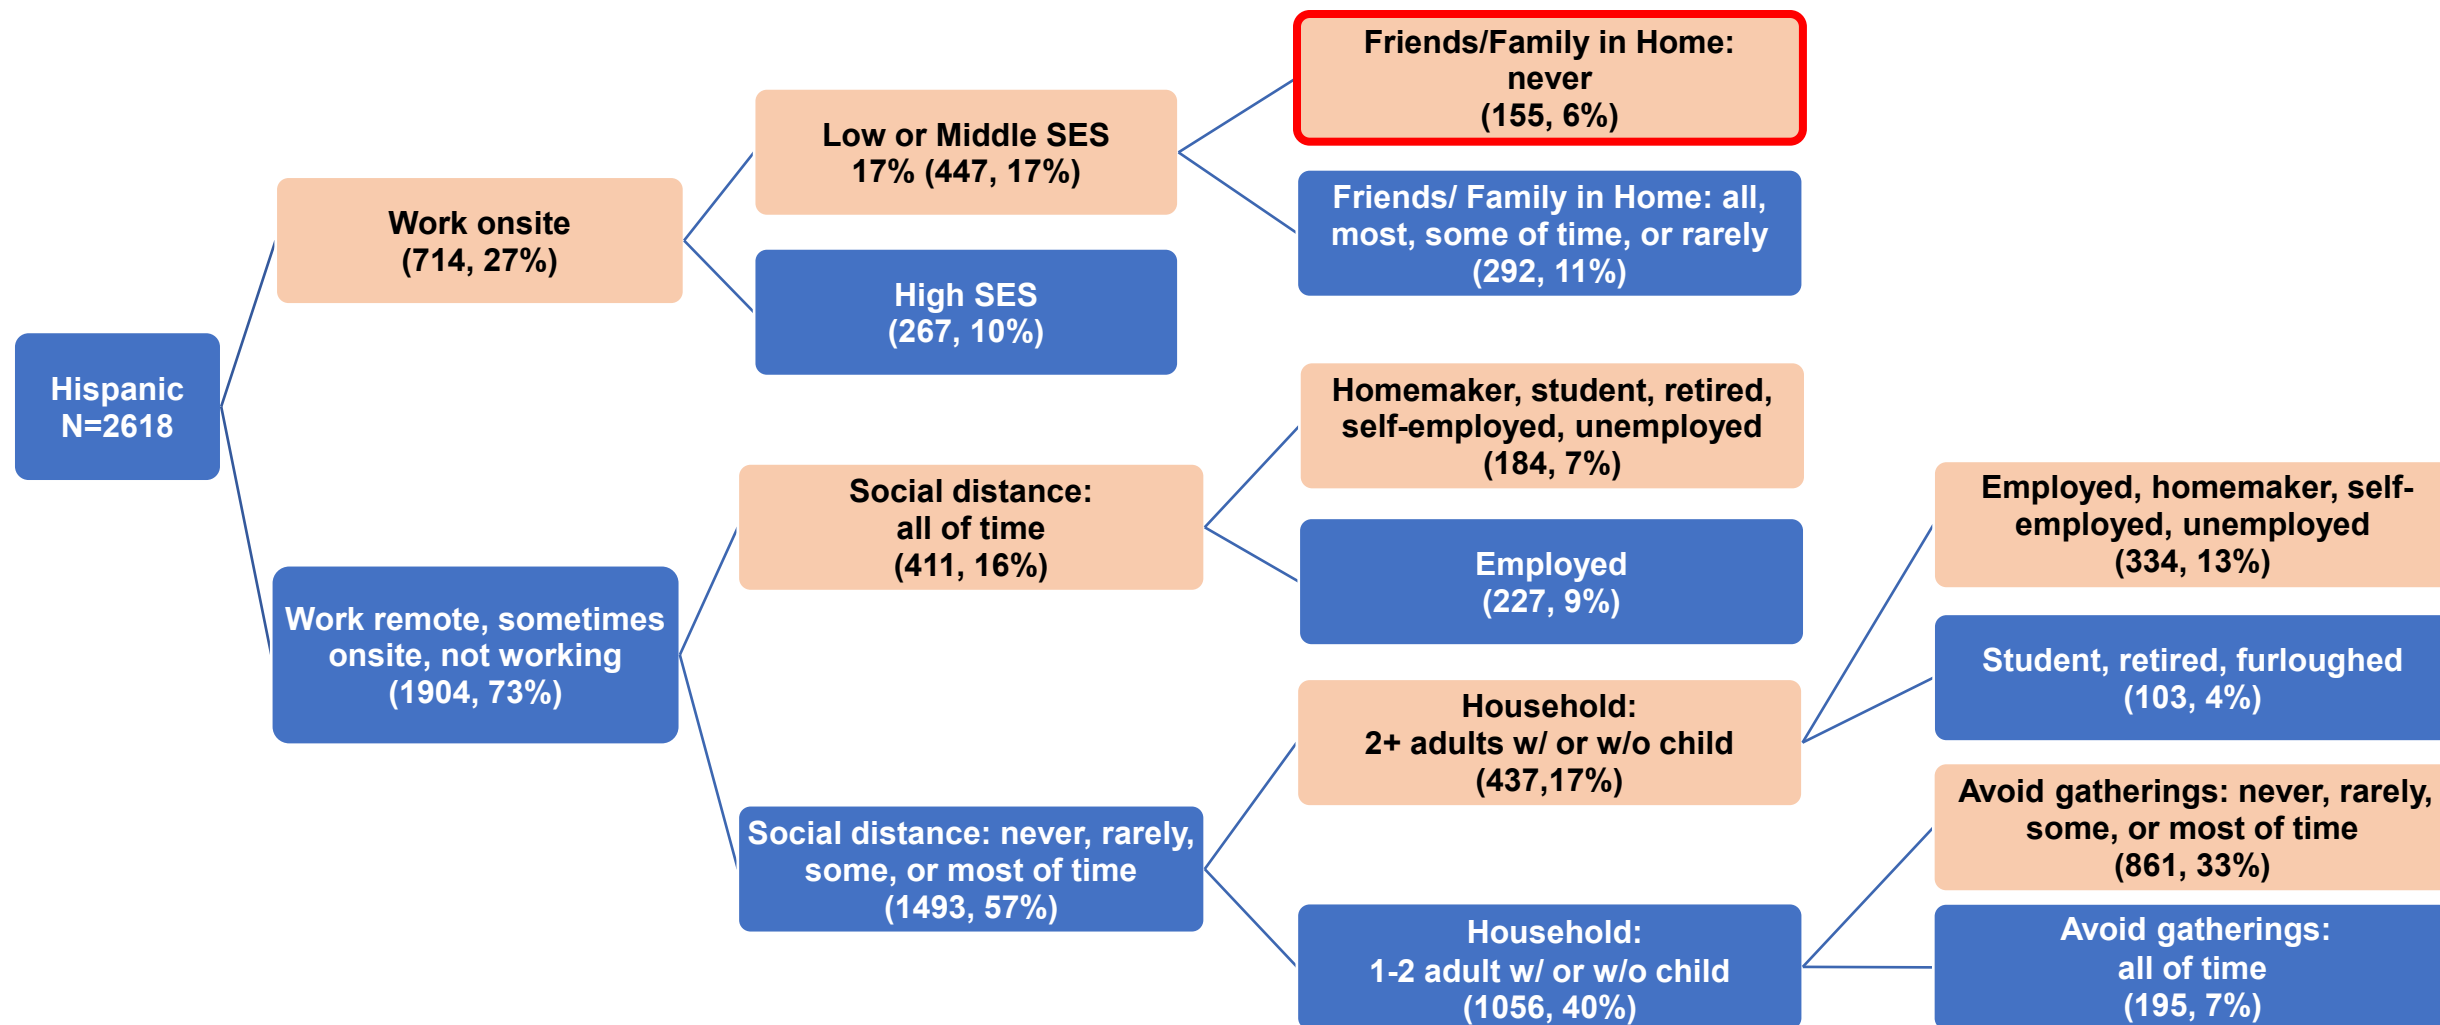 Hispanic
N=2618
Work onsite
(714, 27%)
Work remote, sometimes
onsite, not working
(1904, 73%)
Low or Middle SES
17% (447, 17%)
High SES
(267, 10%)
Social distance:
all of time
(411, 16%)
Social distance: never, rarely,
some, or most of time
(1493, 57%)
Friends/Family in Home:
never
(155, 6%)
Friends/ Family in Home: all,
most, some of time, or rarely
(292, 11%)
Homemaker, student, retired,
self-employed, unemployed
(184, 7%)
Employed
(227, 9%)
Household:
2+ adults w/ or w/o child
(437,17%)
Household:
1-2 adult w/ or w/o child
(1056, 40%)
Employed, homemaker, self-
employed, unemployed
(334, 13%)
Student, retired, furloughed
(103, 4%)
Avoid gatherings: never, rarely,
some, or most of time
(861, 33%)
Avoid gatherings:
all of time
(195, 7%)